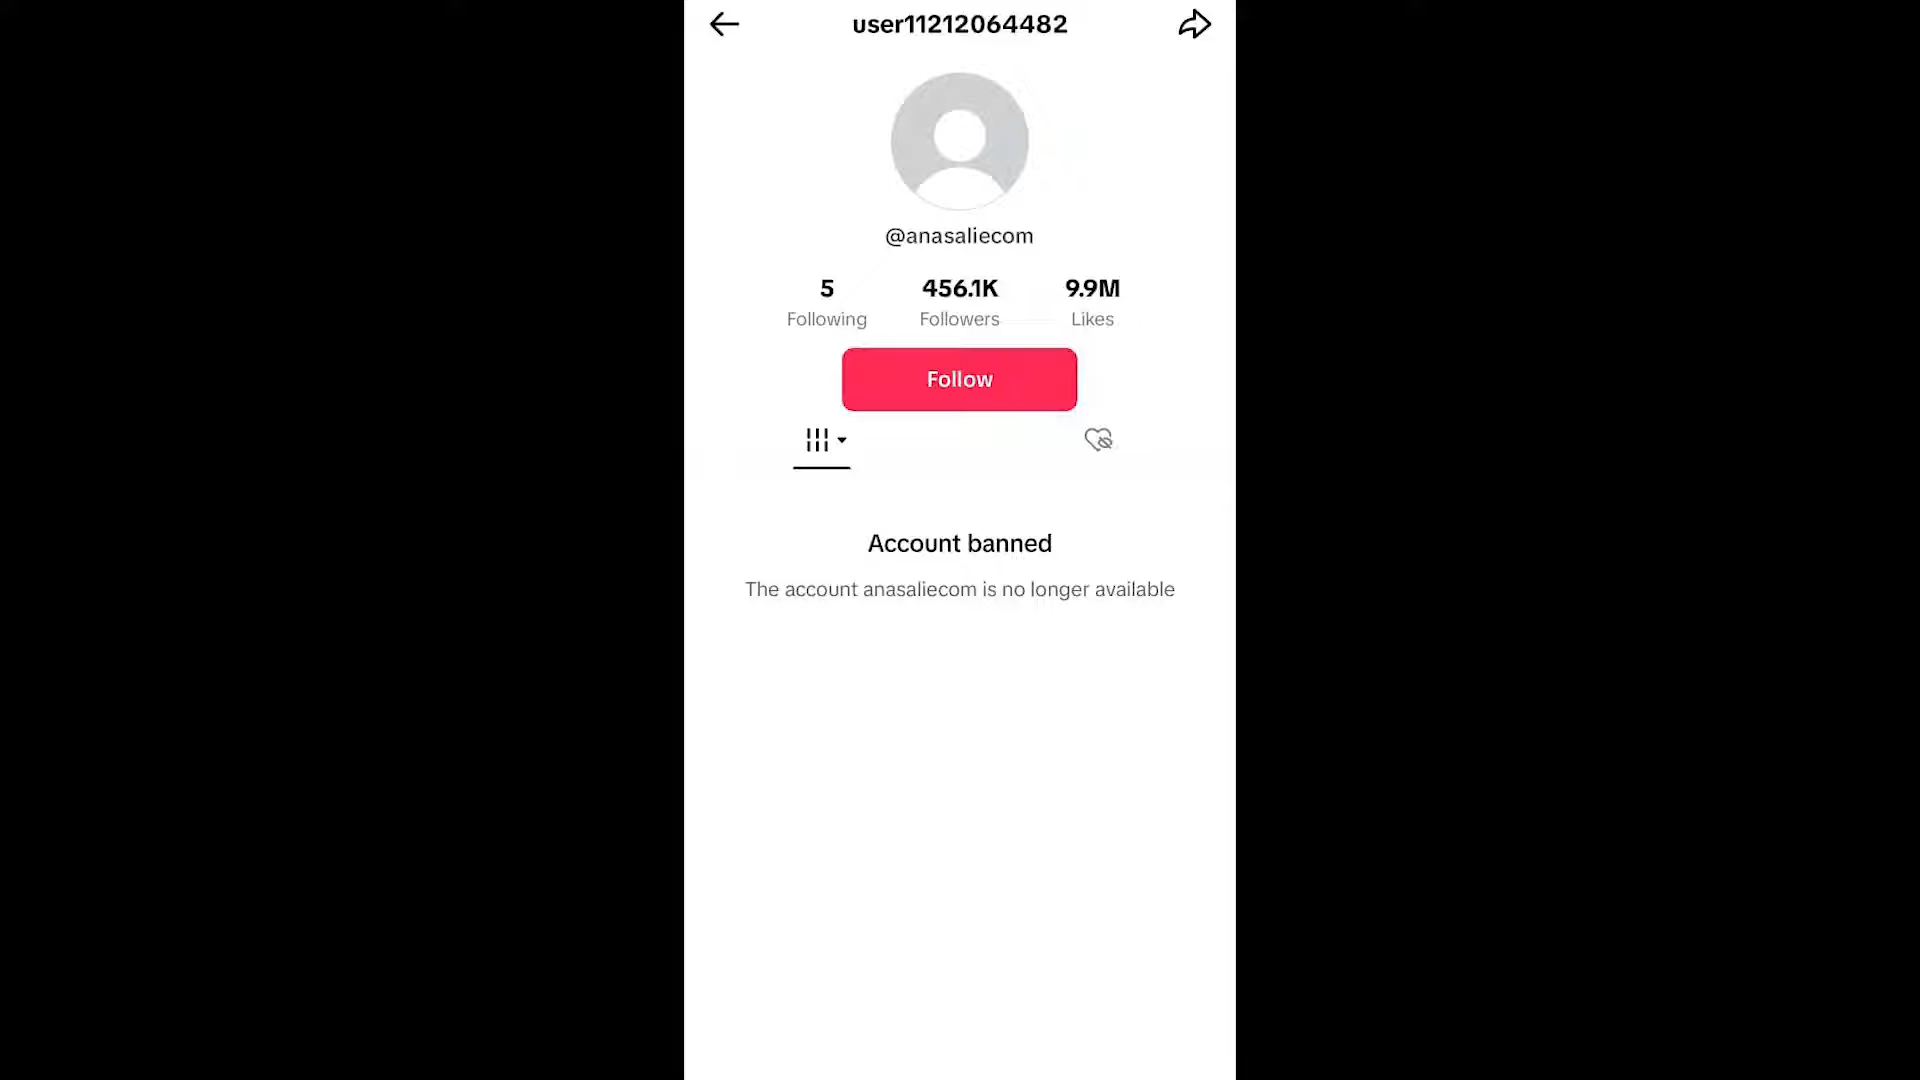 user11212064482
@anasaliecom
5 456.1K 9.9M
Following Followers Likes
Follow
Account banned
The account anasaliecom is no longer available